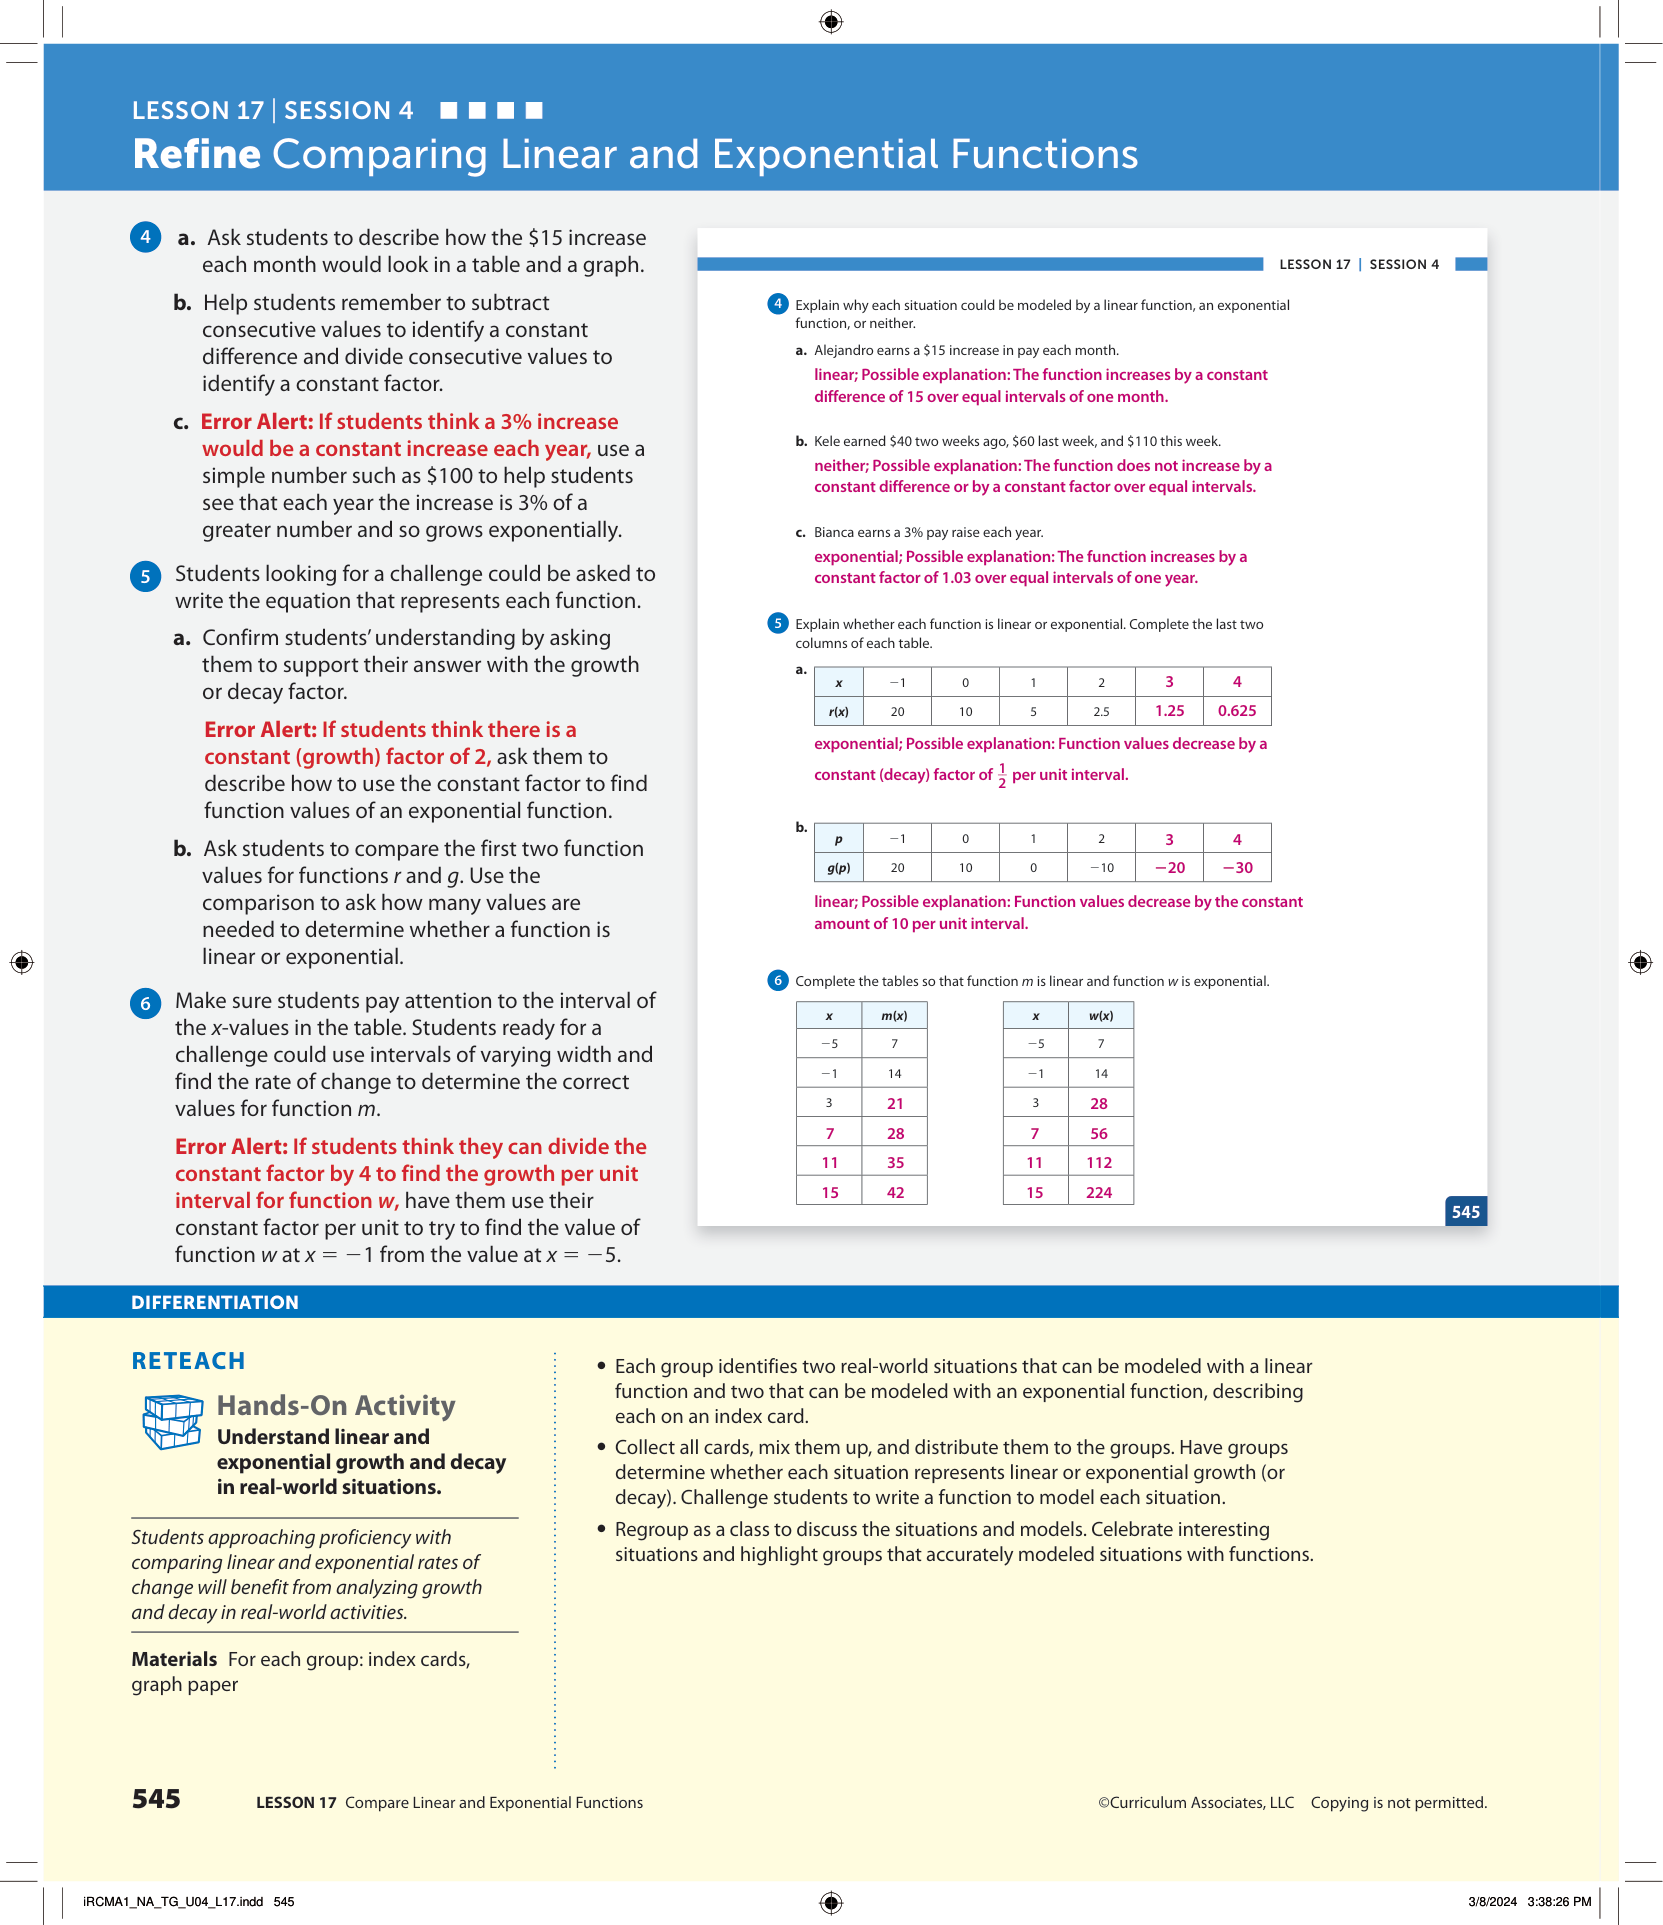 LESSON 17 | SESSION 4
Refine Comparing Linear and Exponential Functions
4 a. Ask students to describe how the $15 increase
each month would look in a table and a graph.
b. Help students remember to subtract
consecutive values to identify a constant
difference and divide consecutive values to
identify a constant factor.
c. Error Alert: If students think a 3% increase
would be a constant increase each year, use a
simple number such as $100 to help students
see that each year the increase is 3% of a
greater number and so grows exponentially.
5 Students looking for a challenge could be asked to
write the equation that represents each function.
a. Confirm students’ understanding by asking
them to support their answer with the growth
or decay factor.
Error Alert: If students think there is a
constant (growth) factor of 2, ask them to
describe how to use the constant factor to find
function values of an exponential function.
b. Ask students to compare the first two function
values for functions r and g. Use the
comparison to ask how many values are
needed to determine whether a function is
linear or exponential.
6 Make sure students pay attention to the interval of
the x-values in the table. Students ready for a
challenge could use intervals of varying width and
find the rate of change to determine the correct
values for function m.
Error Alert: If students think they can divide the
constant factor by 4 to find the growth per unit
interval for function w, have them use their
constant factor per unit to try to find the value of
function w at x = −1 from the value at x = −5.
LESSON 17 | SESSION 4
4 Explain why each situation could be modeled by a linear function, an exponential
function, or neither.
a. Alejandro earns a $15 increase in pay each month.
linear; Possible explanation: The function increases by a constant
difference of 15 over equal intervals of one month.
b. Kele earned $40 two weeks ago, $60 last week, and $110 this week.
neither; Possible explanation: The function does not increase by a
constant difference or by a constant factor over equal intervals.
c. Bianca earns a 3% pay raise each year.
exponential; Possible explanation: The function increases by a
constant factor of 1.03 over equal intervals of one year.
5 Explain whether each function is linear or exponential. Complete the last two
columns of each table.
a.
x −1 0 1 2 3 4
r(x) 20 10 5 2.5 1.25 0.625
exponential; Possible explanation: Function values decrease by a
constant (decay) factor of 1/2 per unit interval.
b.
p −1 0 1 2 3 4
g(p) 20 10 0 −10 −20 −30
linear; Possible explanation: Function values decrease by the constant
amount of 10 per unit interval.
6 Complete the tables so that function m is linear and function w is exponential.
x m(x) x w(x)
−5 7 −5 7
−1 14 −1 14
3 21 3 28
7 28 7 56
11 35 11 112
15 42 15 224
545
DIFFERENTIATION
RETEACH
Hands-On Activity
Understand linear and
exponential growth and decay
in real-world situations.
Students approaching proficiency with
comparing linear and exponential rates of
change will benefit from analyzing growth
and decay in real-world activities.
Materials For each group: index cards,
graph paper
• Each group identifies two real-world situations that can be modeled with a linear
function and two that can be modeled with an exponential function, describing
each on an index card.
• Collect all cards, mix them up, and distribute them to the groups. Have groups
determine whether each situation represents linear or exponential growth (or
decay). Challenge students to write a function to model each situation.
• Regroup as a class to discuss the situations and models. Celebrate interesting
situations and highlight groups that accurately modeled situations with functions.
545 LESSON 17 Compare Linear and Exponential Functions ©Curriculum Associates, LLC Copying is not permitted.
iRCMA1_NA_TG_U04_L17.indd 545 3/8/2024 3:38:26 PM